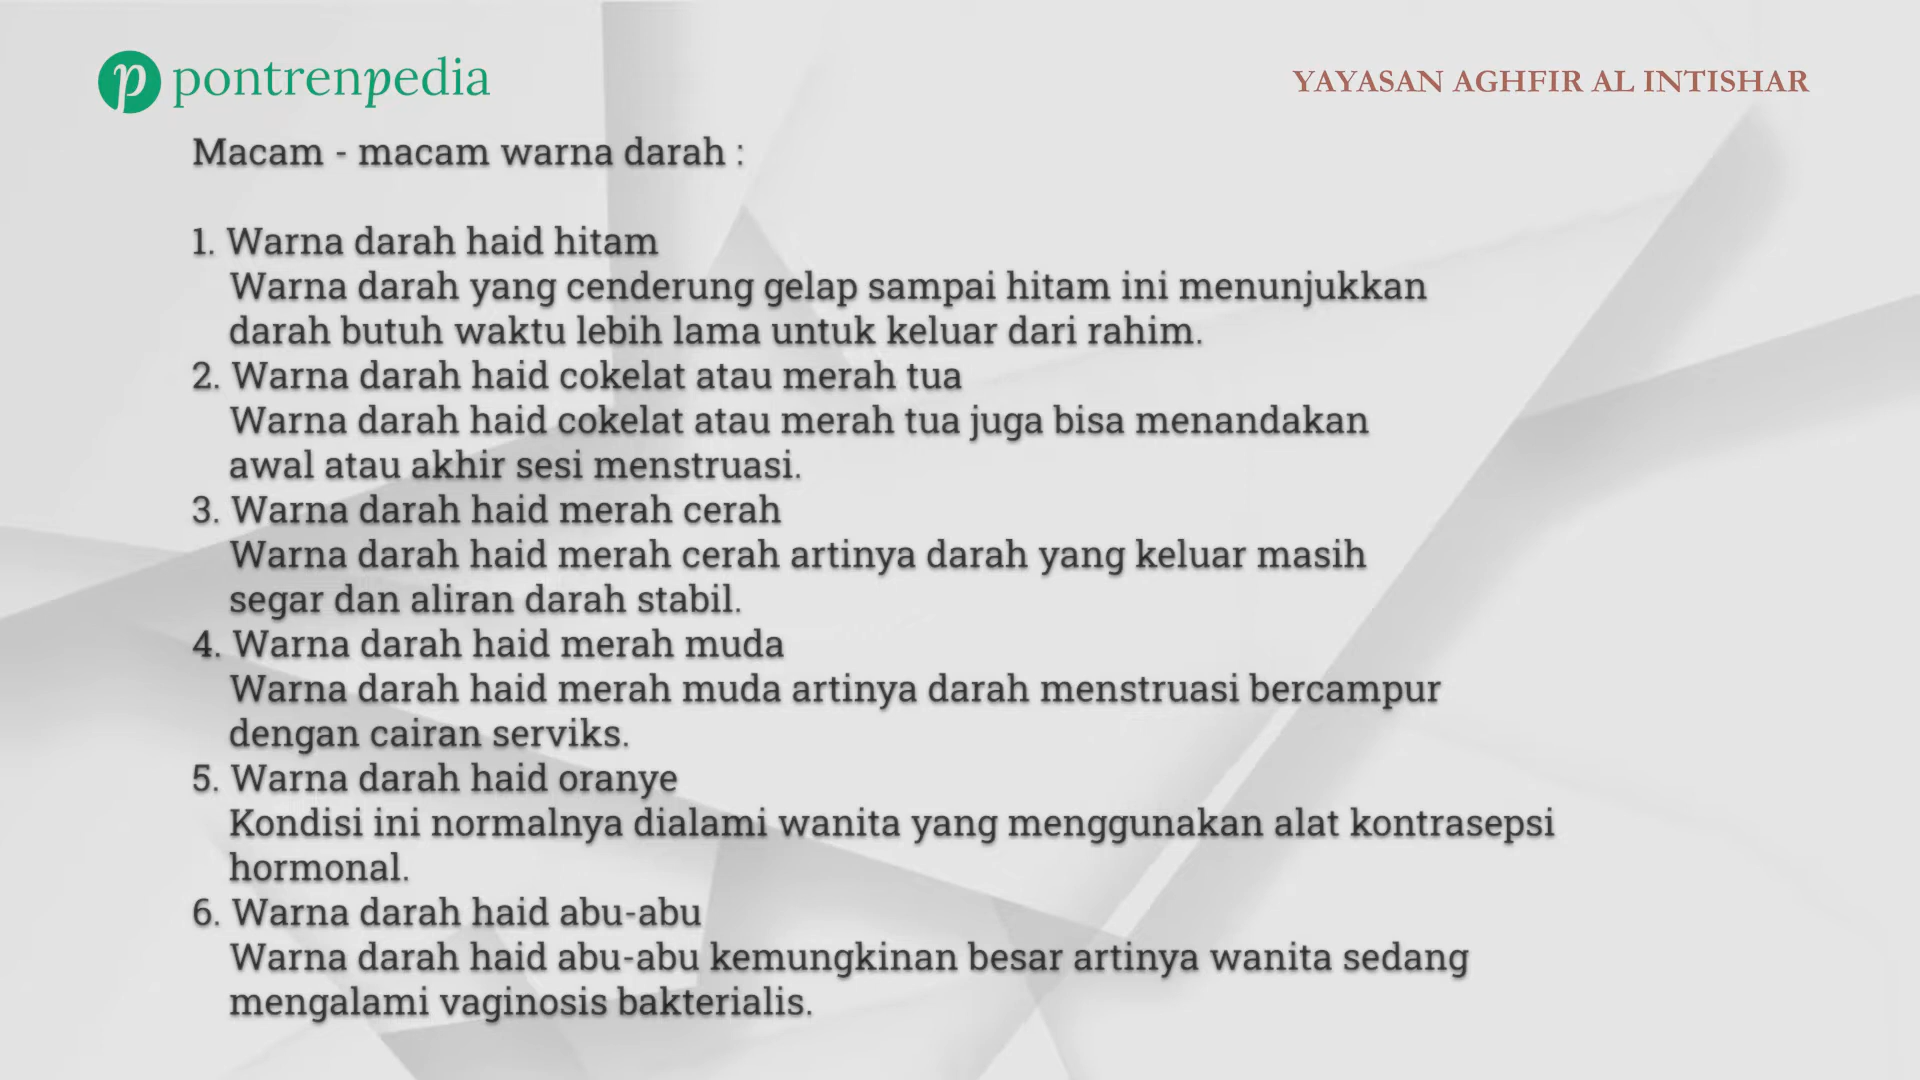 pontrenpedia
YAYASAN AGHFIR AL INTISHAR
Macam - macam warna darah :
1. Warna darah haid hitam
Warna darah yang cenderung gelap sampai hitam ini menunjukkan
darah butuh waktu lebih lama untuk keluar dari rahim.
2. Warna darah haid cokelat atau merah tua
Warna darah haid cokelat atau merah tua juga bisa menandakan
awal atau akhir sesi menstruasi.
3. Warna darah haid merah cerah
Warna darah haid merah cerah artinya darah yang keluar masih
segar dan aliran darah stabil.
4. Warna darah haid merah muda
Warna darah haid merah muda artinya darah menstruasi bercampur
dengan cairan serviks.
5. Warna darah haid oranye
Kondisi ini normalnya dialami wanita yang menggunakan alat kontrasepsi
hormonal.
6. Warna darah haid abu-abu
Warna darah haid abu-abu kemungkinan besar artinya wanita sedang
mengalami vaginosis bakterialis.